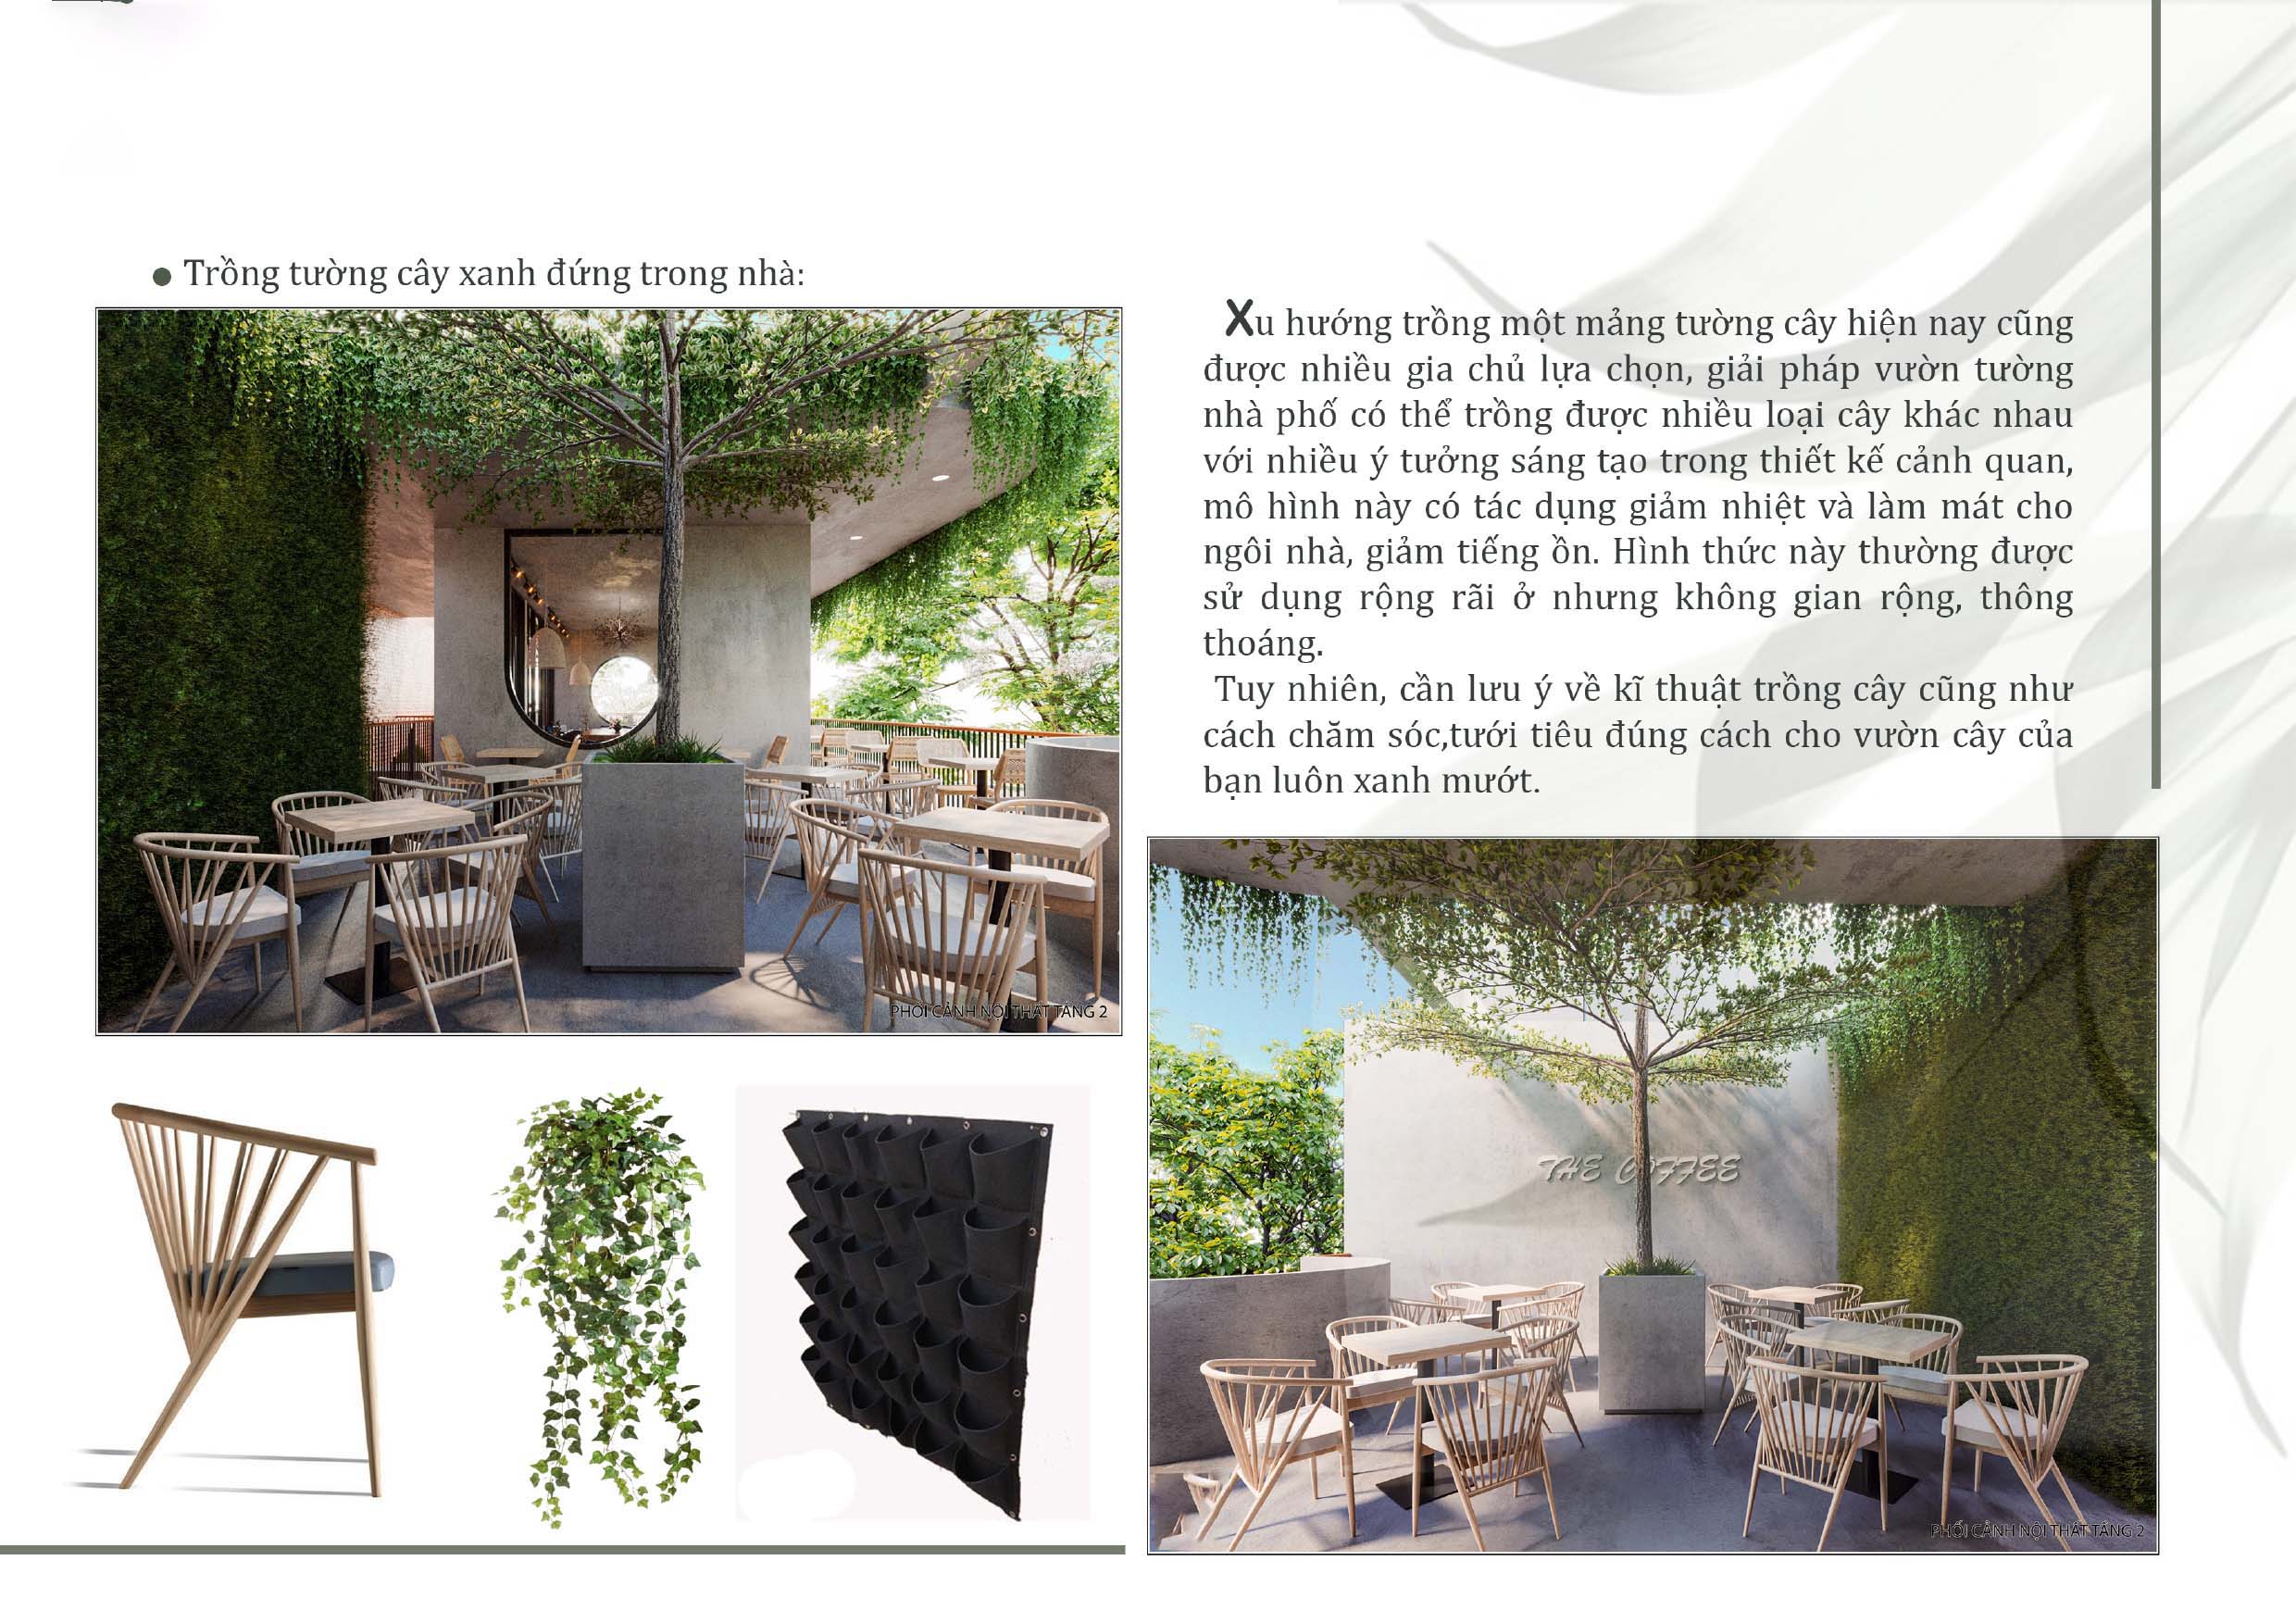 Trồng tường cây xanh đứng trong nhà:
Xu hướng trồng một mảng tường cây hiện nay cũng
được nhiều gia chủ lựa chọn, giải pháp vườn tường
nhà phố có thể trồng được nhiều loại cây khác nhau
với nhiều ý tưởng sáng tạo trong thiết kế cảnh quan,
mô hình này có tác dụng giảm nhiệt và làm mát cho
ngôi nhà, giảm tiếng ồn. Hình thức này thường được
sử dụng rộng rãi ở nhưng không gian rộng, thông
thoáng.
Tuy nhiên, cần lưu ý về kĩ thuật trồng cây cũng như
cách chăm sóc,tưới tiêu đúng cách cho vườn cây của
bạn luôn xanh mướt.
PHỐI CẢNH NỘI THẤT TẦNG 2
THE COFFEE
PHỐI CẢNH NỘI THẤT TẦNG 2